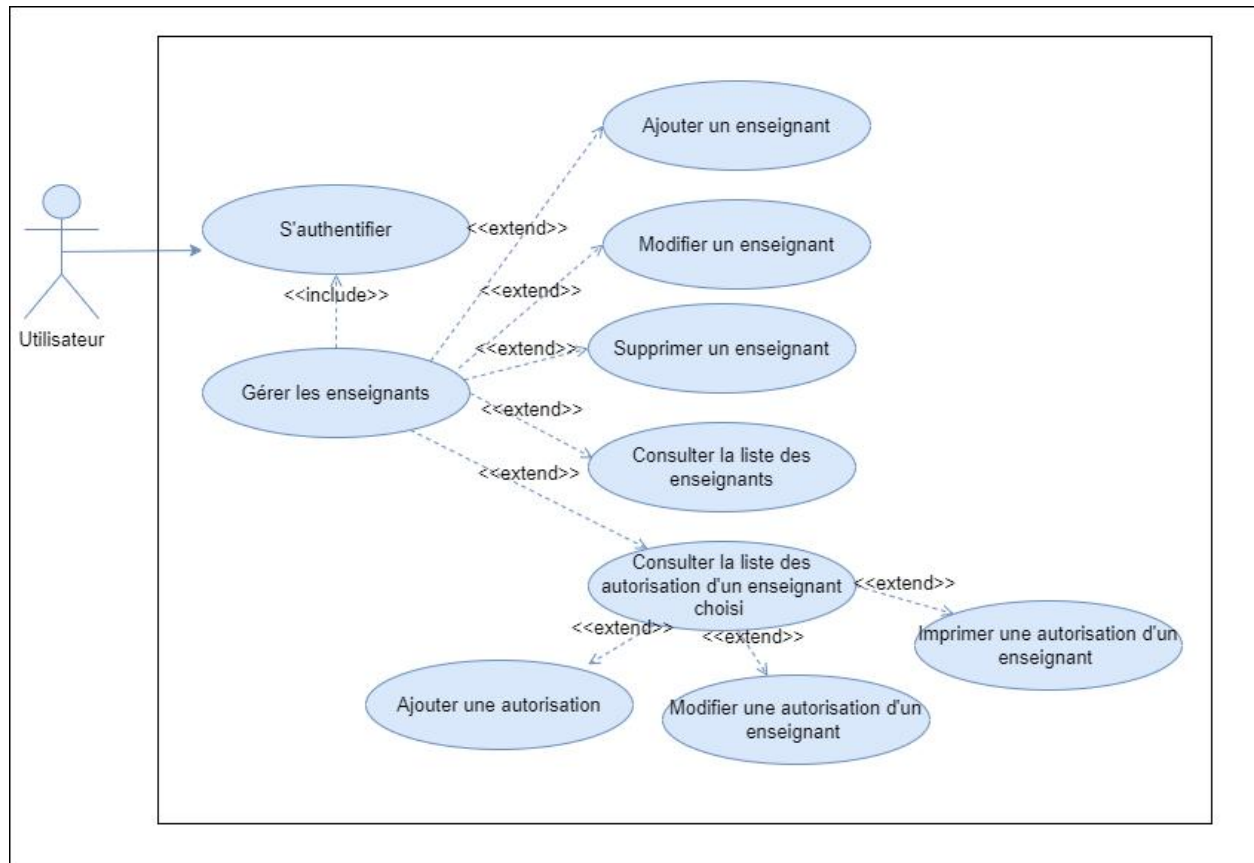 Ajouter un enseignant
S'authentifier
<<extend>>
Modifier un enseignant
<<include>>
<<extend>>
Utilisateur
<<extend>>
Supprimer un enseignant
Gérer les enseignants
<<extend>>
Consulter la liste des
enseignants
<<extend>>
Consulter la liste des
autorisation d'un enseignant
choisi
<<extend>>
<<extend>>
<<extend>>
Imprimer une autorisation d'un
enseignant
Ajouter une autorisation
Modifier une autorisation d'un
enseignant